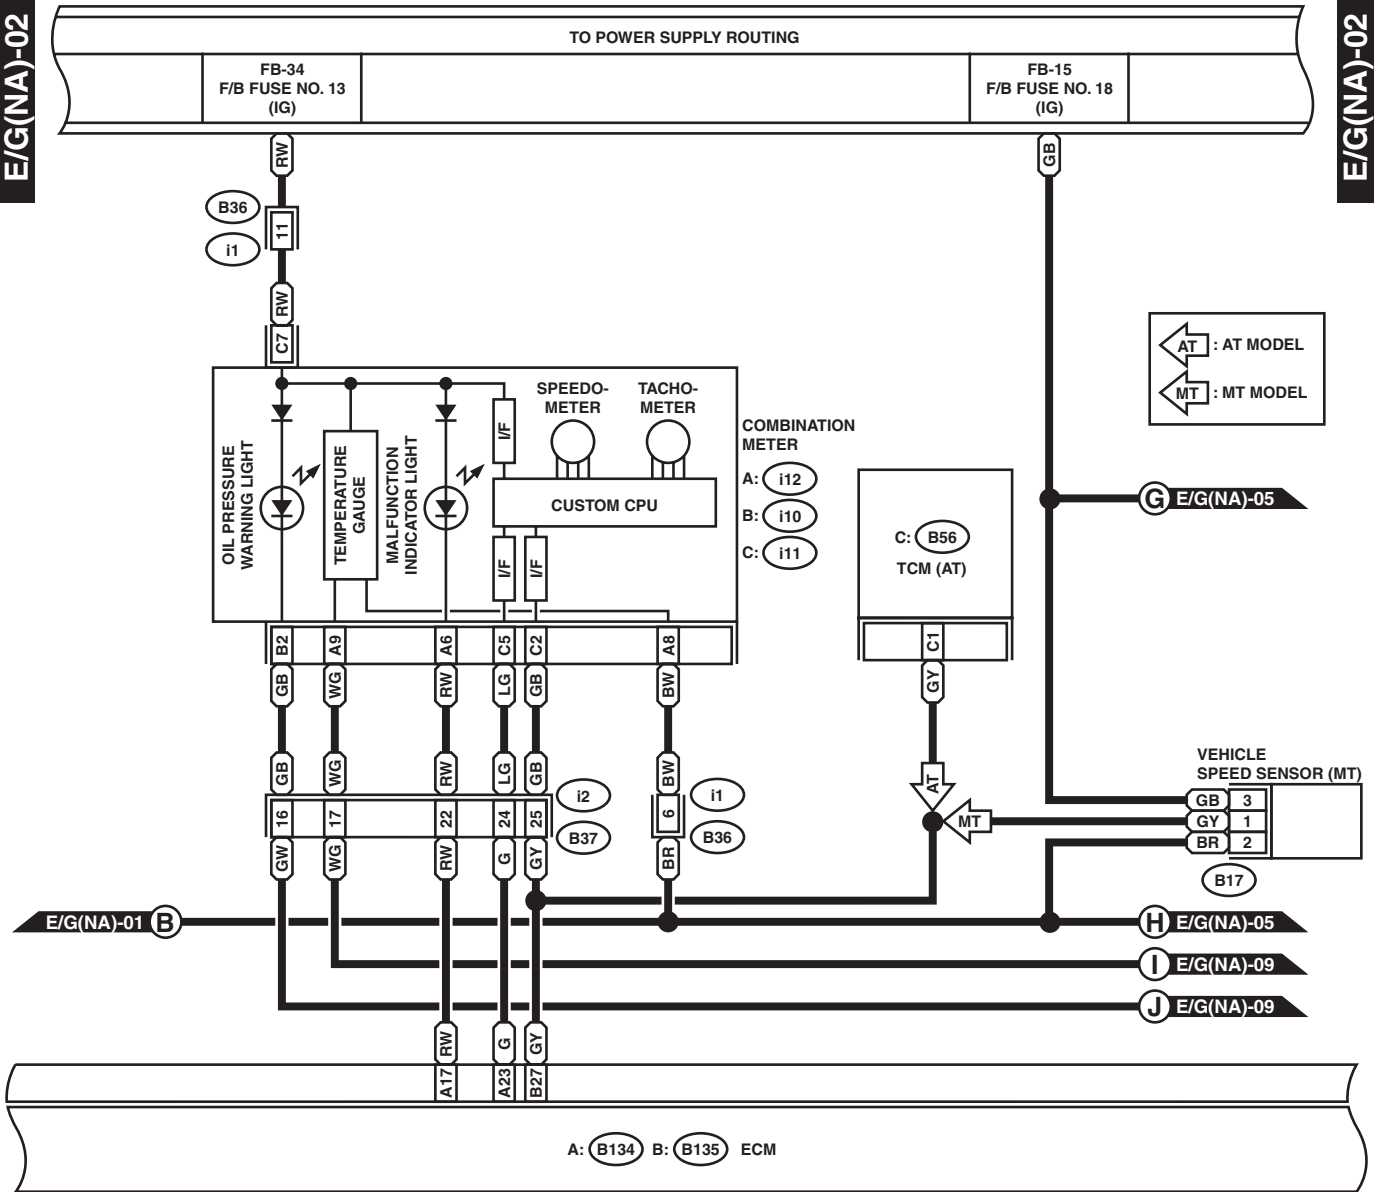 E/G(NA)-02
E/G(NA)-02
TO POWER SUPPLY ROUTING
FB-34
F/B FUSE NO. 13
(IG)
FB-15
F/B FUSE NO. 18
(IG)
RW
GB
B36
11
i1
RW
C7
AT : AT MODEL
MT : MT MODEL
OIL PRESSURE
WARNING LIGHT
TEMPERATURE
GAUGE
MALFUNCTION
INDICATOR LIGHT
I/F
SPEEDO-
METER
TACHO-
METER
CUSTOM CPU
I/F
I/F
COMBINATION
METER
A: i12
B: i10
C: i11
C: B56
TCM (AT)
G E/G(NA)-05
B2 A9 A6 C5 C2 A8
C1
GB WG RW LG GB BW
GY
GB WG RW LG GB BW
AT
MT
VEHICLE
SPEED SENSOR (MT)
GB 3
GY 1
BR 2
B17
16 17 22 24 25
i2
B37
6
i1
B36
GW WG RW G GY BR
E/G(NA)-01 B
H E/G(NA)-05
I E/G(NA)-09
J E/G(NA)-09
RW G GY
A17 A23 B27
A: B134 B: B135 ECM